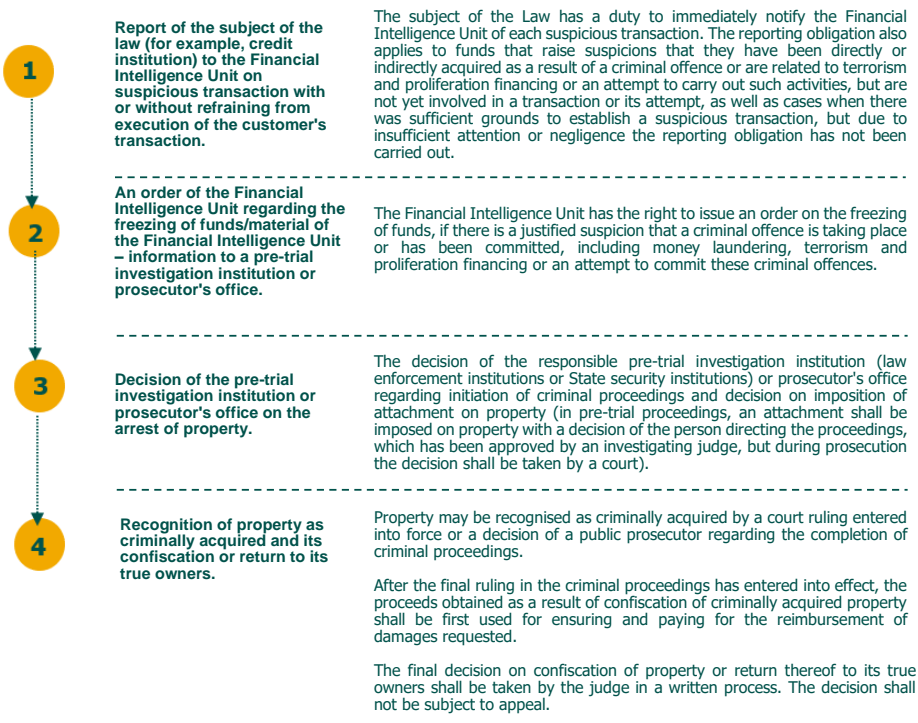 1
Report of the subject of the
law (for example, credit
institution) to the Financial
Intelligence Unit on
suspicious transaction with
or without refraining from
execution of the customer's
transaction.
The subject of the Law has a duty to immediately notify the Financial
Intelligence Unit of each suspicious transaction. The reporting obligation also
applies to funds that raise suspicions that they have been directly or
indirectly acquired as a result of a criminal offence or are related to terrorism
and proliferation financing or an attempt to carry out such activities, but are
not yet involved in a transaction or its attempt, as well as cases when there
was sufficient grounds to establish a suspicious transaction, but due to
insufficient attention or negligence the reporting obligation has not been
carried out.
2
An order of the Financial
Intelligence Unit regarding the
freezing of funds/material of
the Financial Intelligence Unit
– information to a pre-trial
investigation institution or
prosecutor's office.
The Financial Intelligence Unit has the right to issue an order on the freezing
of funds, if there is a justified suspicion that a criminal offence is taking place
or has been committed, including money laundering, terrorism and
proliferation financing or an attempt to commit these criminal offences.
3
Decision of the pre-trial
investigation institution or
prosecutor's office on the
arrest of property.
The decision of the responsible pre-trial investigation institution (law
enforcement institutions or State security institutions) or prosecutor's office
regarding initiation of criminal proceedings and decision on imposition of
attachment on property (in pre-trial proceedings, an attachment shall be
imposed on property with a decision of the person directing the proceedings,
which has been approved by an investigating judge, but during prosecution
the decision shall be taken by a court).
4
Recognition of property as
criminally acquired and its
confiscation or return to its
true owners.
Property may be recognised as criminally acquired by a court ruling entered
into force or a decision of a public prosecutor regarding the completion of
criminal proceedings.
After the final ruling in the criminal proceedings has entered into effect, the
proceeds obtained as a result of confiscation of criminally acquired property
shall be first used for ensuring and paying for the reimbursement of
damages requested.
The final decision on confiscation of property or return thereof to its true
owners shall be taken by the judge in a written process. The decision shall
not be subject to appeal.